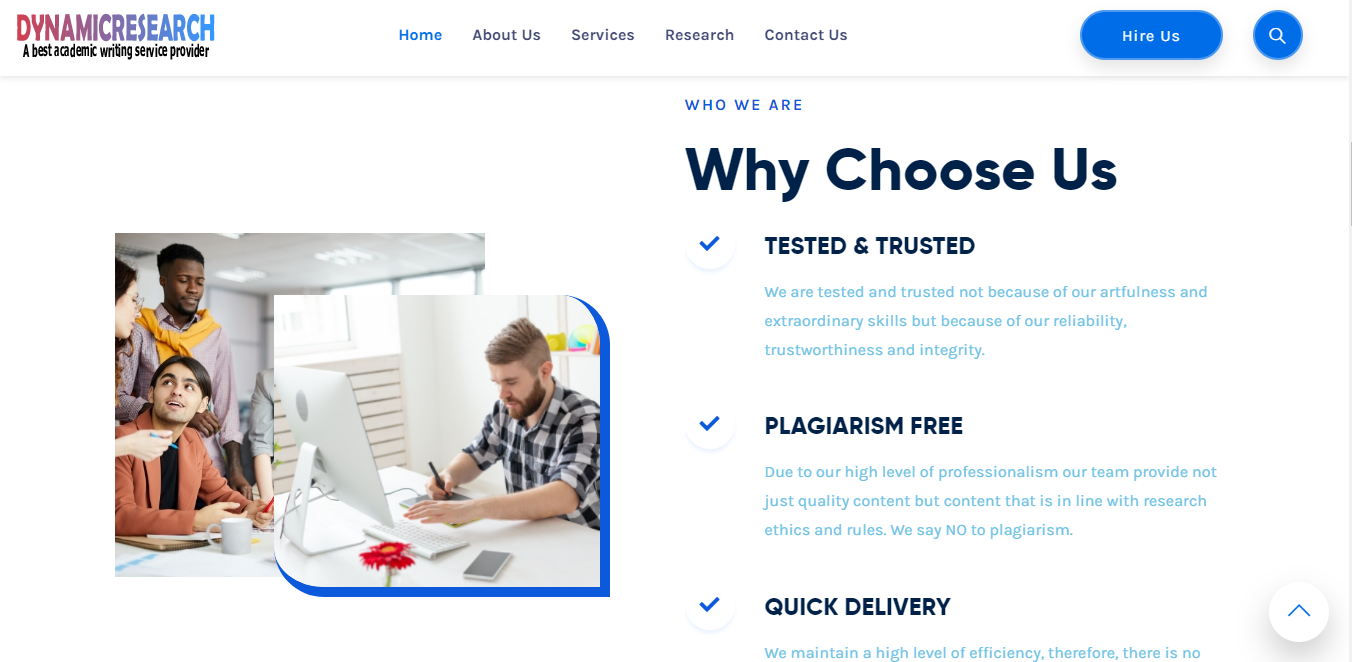 DYNAMICRESEARCH
A best academic writing service provider
Home About Us Services Research Contact Us
Hire Us
WHO WE ARE
Why Choose Us
TESTED & TRUSTED
We are tested and trusted not because of our artfulness and
extraordinary skills but because of our reliability,
trustworthiness and integrity.
PLAGIARISM FREE
Due to our high level of professionalism our team provide not
just quality content but content that is in line with research
ethics and rules. We say NO to plagiarism.
QUICK DELIVERY
We maintain a high level of efficiency, therefore, there is no